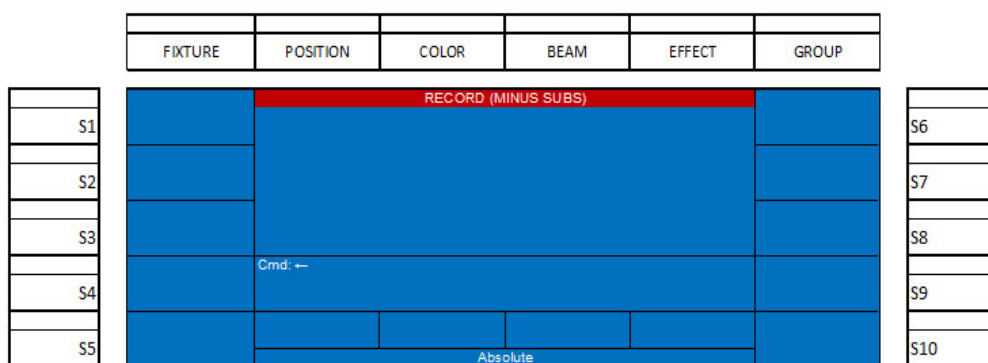 FIXTURE POSITION COLOR BEAM EFFECT GROUP
RECORD (MINUS SUBS)
S1 S6
S2 S7
S3 S8
Cmd: ←
S4 S9
S5 S10
Absolute